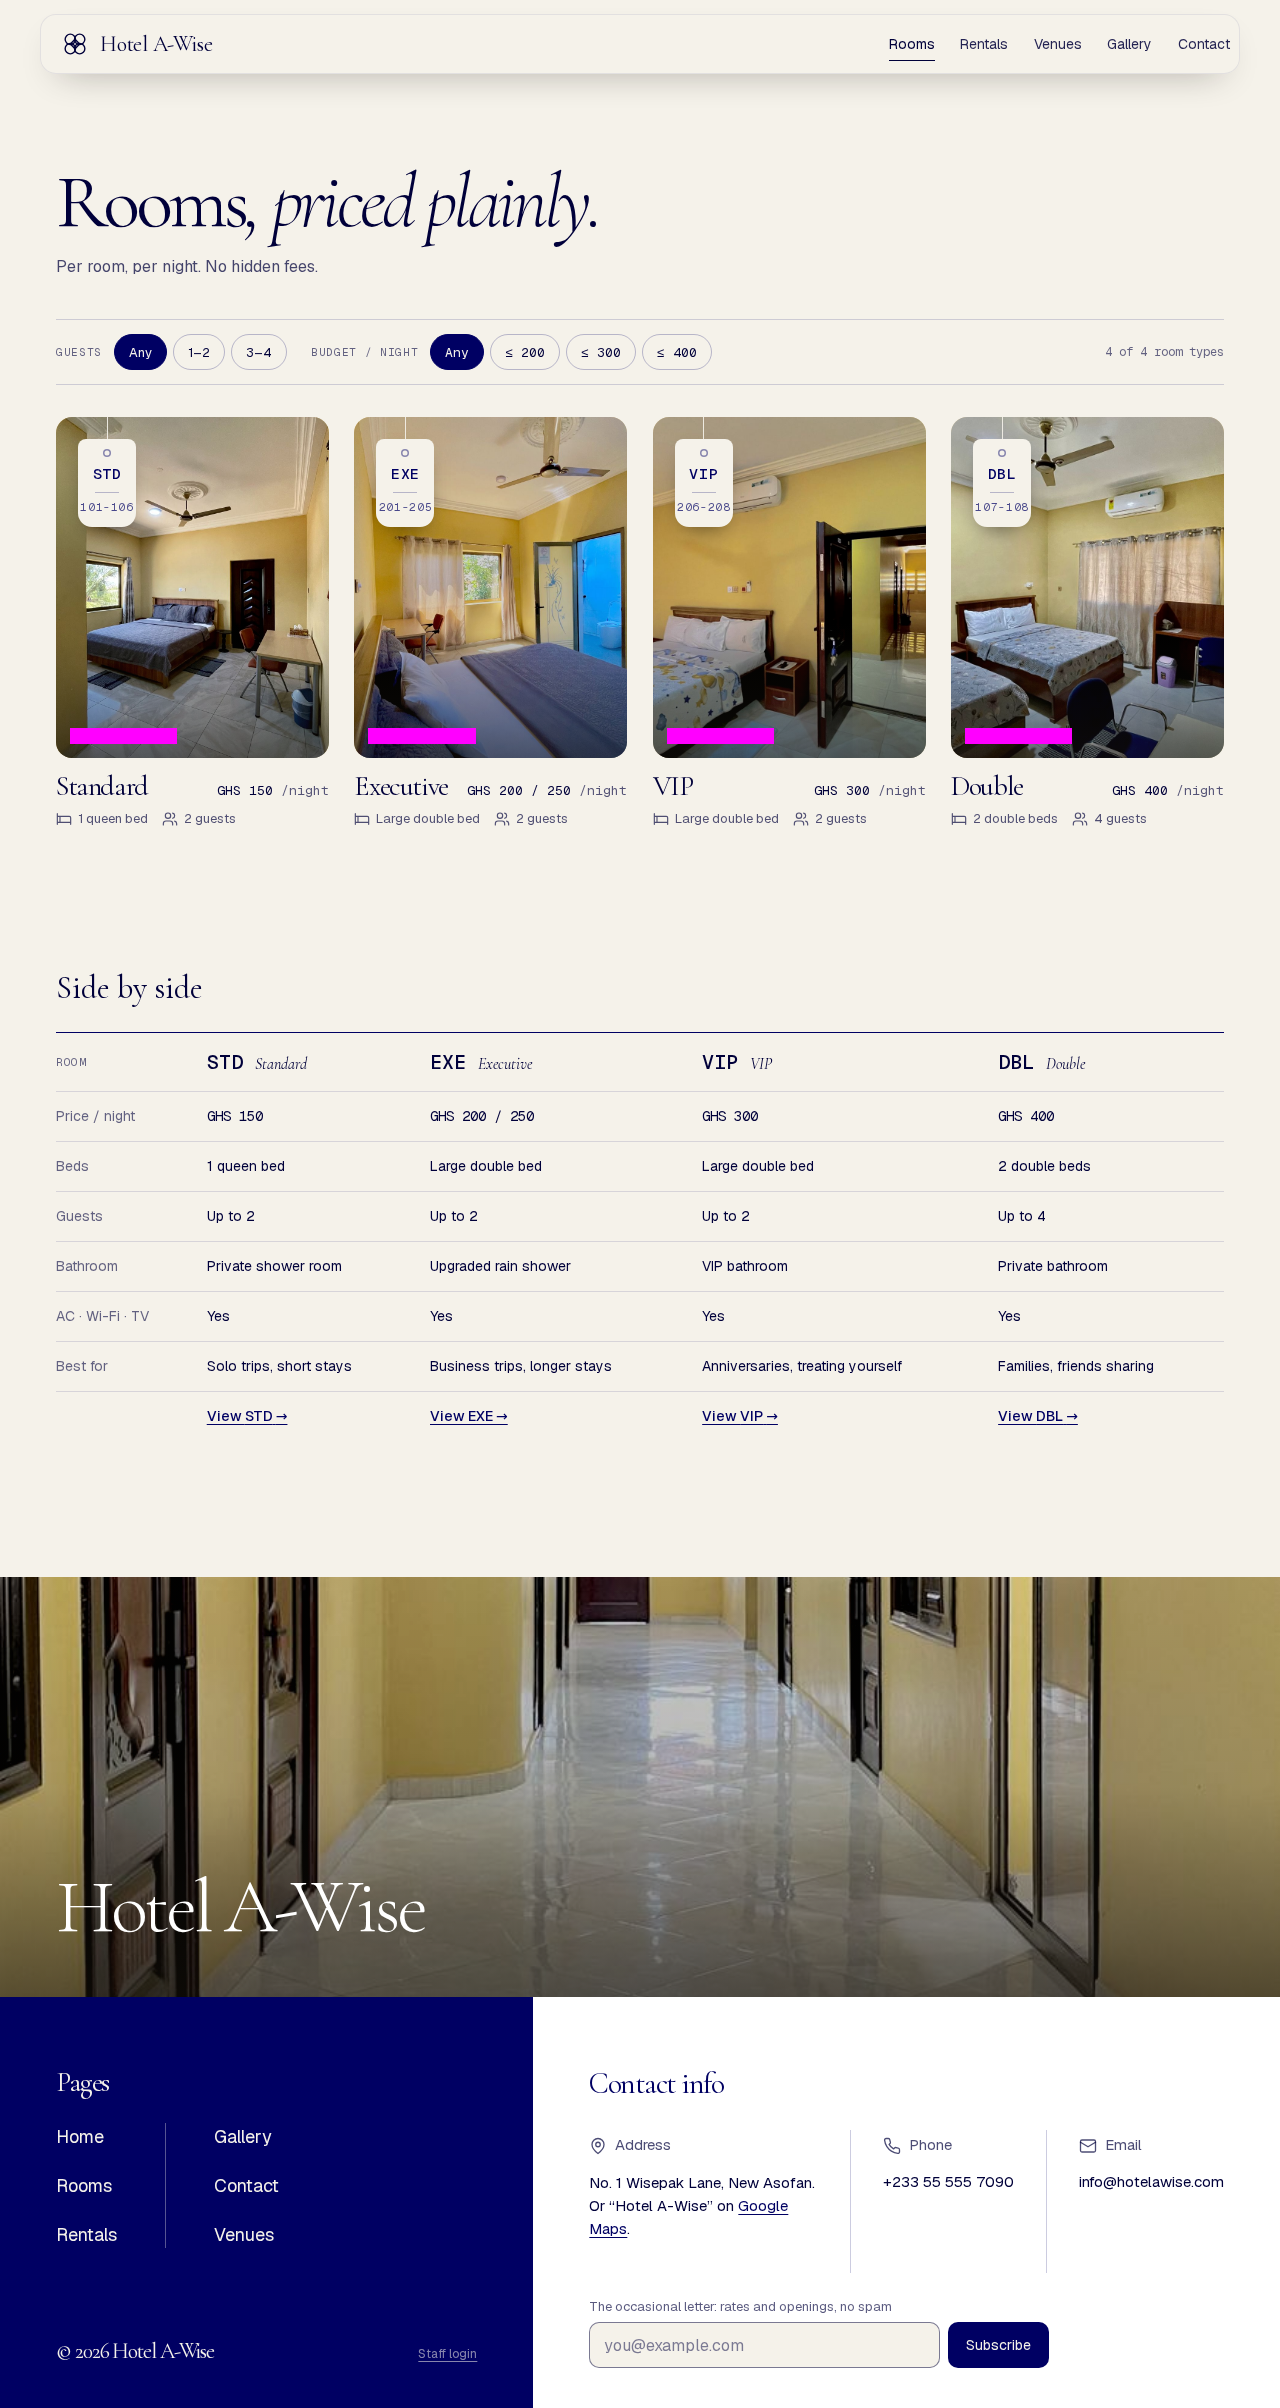 Hotel A-Wise
Rooms Rentals Venues Gallery Contact
Rooms, priced plainly.
Per room, per night. No hidden fees.
GUESTS Any 1–2 3–4 BUDGET / NIGHT Any ≤ 200 ≤ 300 ≤ 400 4 of 4 room types
STD
101-106
EXE
201-205
VIP
206-208
DBL
107-108
Standard GHS 150 /night
1 queen bed 2 guests
Executive GHS 200 / 250 /night
Large double bed 2 guests
VIP GHS 300 /night
Large double bed 2 guests
Double GHS 400 /night
2 double beds 4 guests
Side by side
ROOM STD Standard EXE Executive VIP VIP DBL Double
Price / night GHS 150 GHS 200 / 250 GHS 300 GHS 400
Beds 1 queen bed Large double bed Large double bed 2 double beds
Guests Up to 2 Up to 2 Up to 2 Up to 4
Bathroom Private shower room Upgraded rain shower VIP bathroom Private bathroom
AC · Wi-Fi · TV Yes Yes Yes Yes
Best for Solo trips, short stays Business trips, longer stays Anniversaries, treating yourself Families, friends sharing
View STD → View EXE → View VIP → View DBL →
Hotel A-Wise
Pages
Home
Rooms
Rentals
Gallery
Contact
Venues
© 2026 Hotel A-Wise
Staff login
Contact info
Address
No. 1 Wisepak Lane, New Asofan.
Or “Hotel A-Wise” on Google
Maps.
Phone
+233 55 555 7090
Email
info@hotelawise.com
The occasional letter: rates and openings, no spam
you@example.com
Subscribe